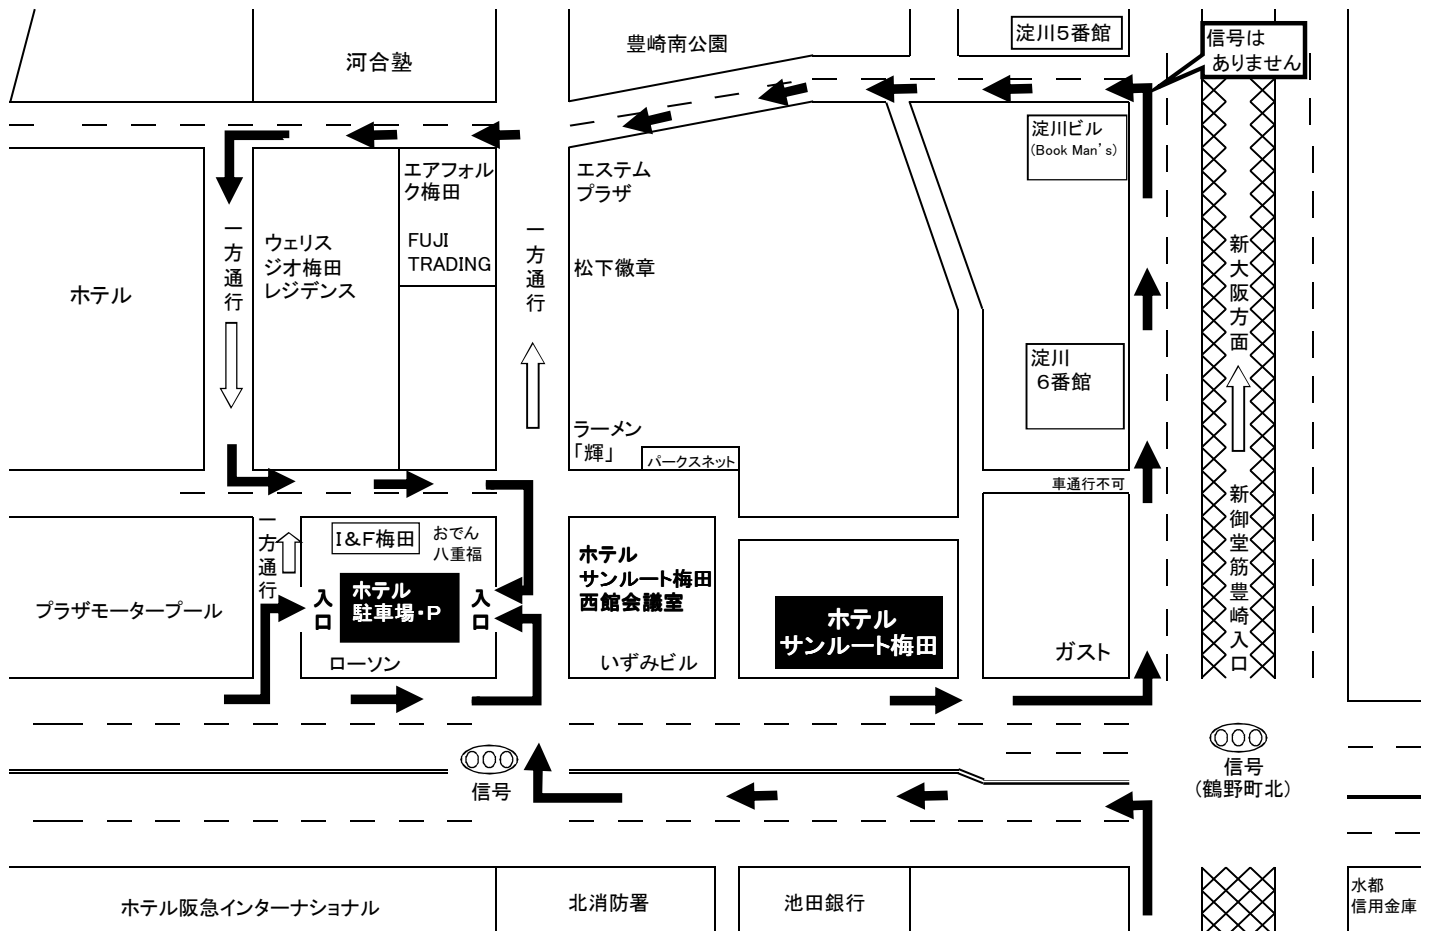 淀川5番館
信号は
ありません
豊崎南公園
河合塾
淀川ビル
(Book Man's)
エアフォル
ク梅田
エステム
プラザ
一方通行
ウェリス
ジオ梅田
レジデンス
FUJI
TRADING
一方通行
松下徽章
新大阪方面
ホテル
淀川
6番館
ラーメン
「輝」
パークスネット
車通行不可
新御堂筋豊崎入口
一方通行
I&F梅田
おでん
八重福
ホテル
サンルート梅田
西館会議室
プラザモータープール
入口
ホテル
駐車場・P
入口
ホテル
サンルート梅田
ローソン
いずみビル
ガスト
信号
信号
(鶴野町北)
ホテル阪急インターナショナル
北消防署
池田銀行
水都
信用金庫